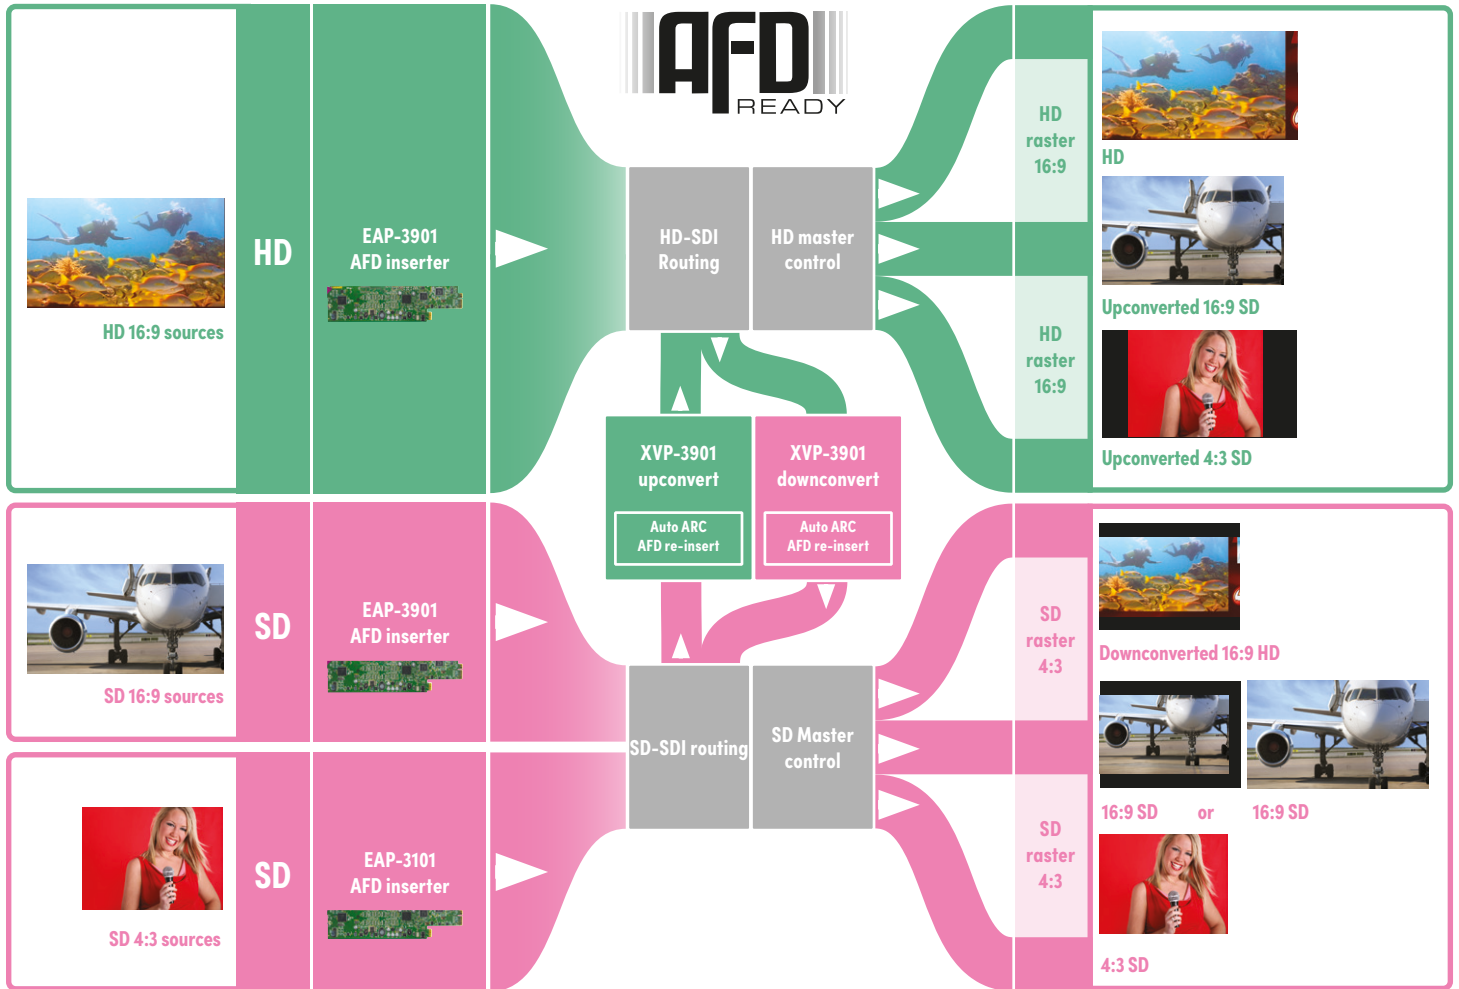 AFD
READY
HD 16:9 sources
HD
EAP-3901
AFD inserter
HD-SDI
Routing
HD master
control
HD
raster
16:9
HD
raster
16:9
HD
Upconverted 16:9 SD
Upconverted 4:3 SD
XVP-3901
upconvert
Auto ARC
AFD re-insert
XVP-3901
downconvert
Auto ARC
AFD re-insert
SD 16:9 sources
SD
EAP-3901
AFD inserter
SD 4:3 sources
SD
EAP-3101
AFD inserter
SD-SDI routing
SD Master
control
SD
raster
4:3
SD
raster
4:3
Downconverted 16:9 HD
16:9 SD or 16:9 SD
4:3 SD